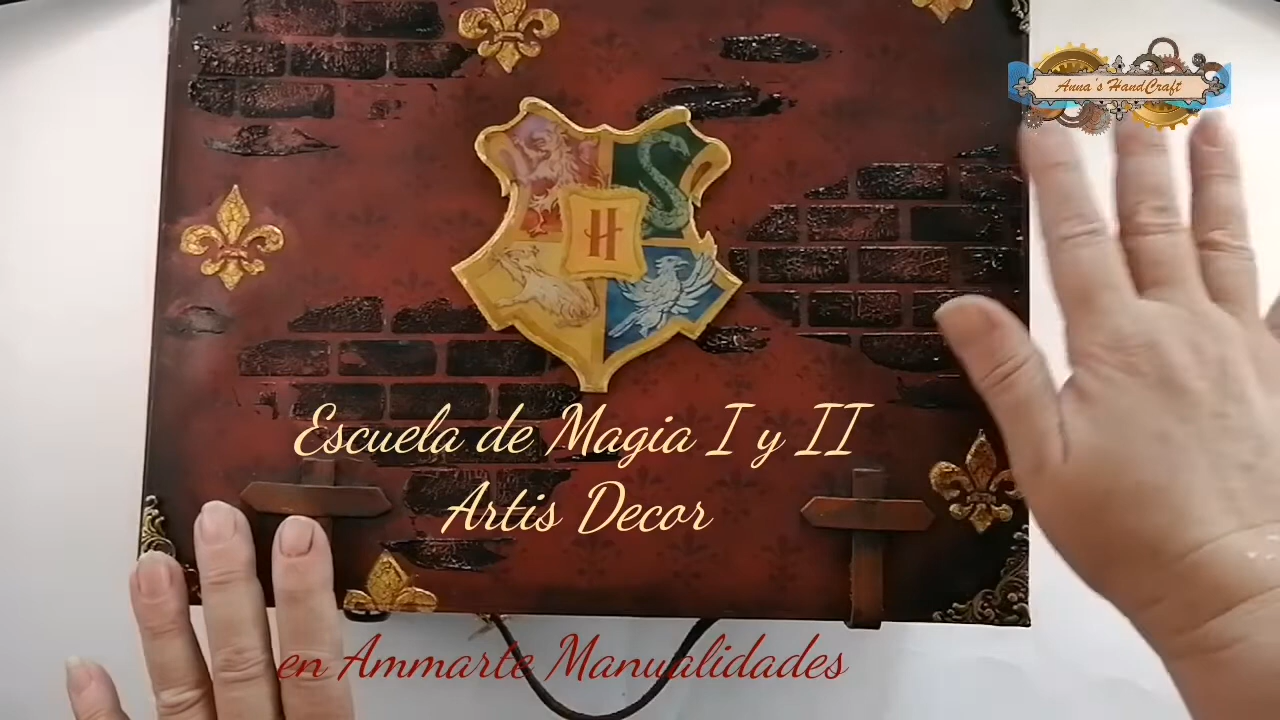 Anna's HandCraft
H
Escuela de Magia I y II
Artis Decor
en Ammarte Manualidades